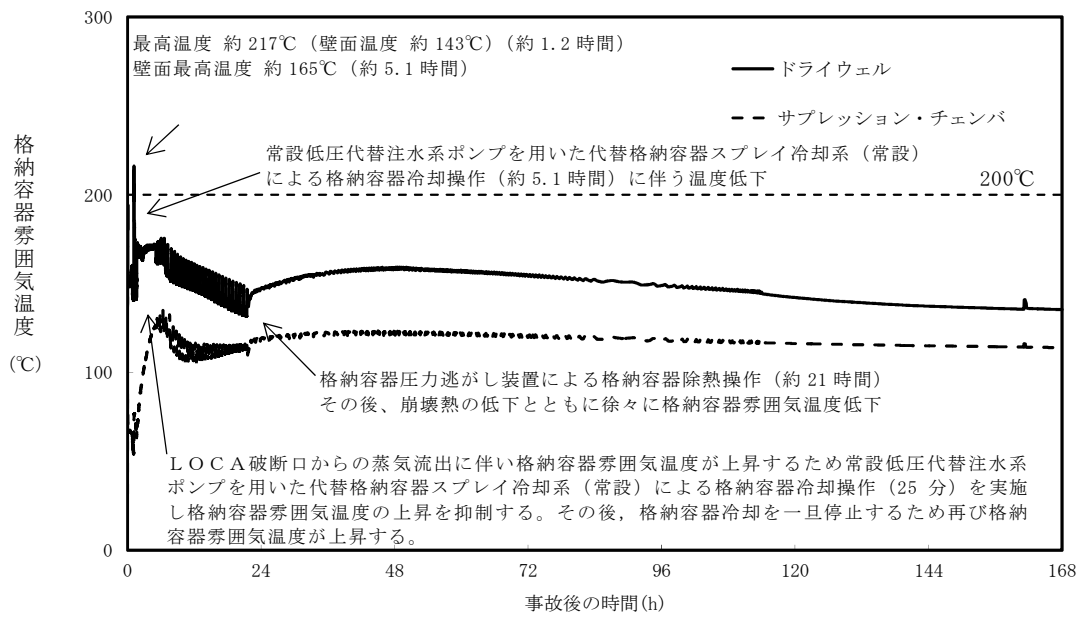 300
最高温度 約217℃（壁面温度 約143℃）（約1.2時間）
壁面最高温度 約165℃（約5.1時間）
ドライウェル
サプレッション・チェンバ
常設低圧代替注水系ポンプを用いた代替格納容器スプレイ冷却系（常設）
による格納容器冷却操作（約5.1時間）に伴う温度低下
200℃
200
格納容器雰囲気温度
(℃)
100
格納容器圧力逃がし装置による格納容器除熱操作（約21時間）
その後、崩壊熱の低下とともに徐々に格納容器雰囲気温度低下
ＬＯＣＡ破断口からの蒸気流出に伴い格納容器雰囲気温度が上昇するため常設低圧代替注水系
ポンプを用いた代替格納容器スプレイ冷却系（常設）による格納容器冷却操作（25分）を実施
し格納容器雰囲気温度の上昇を抑制する。その後，格納容器冷却を一旦停止するため再び格納
容器雰囲気温度が上昇する。
0
0 24 48 72 96 120 144 168
事故後の時間(h)